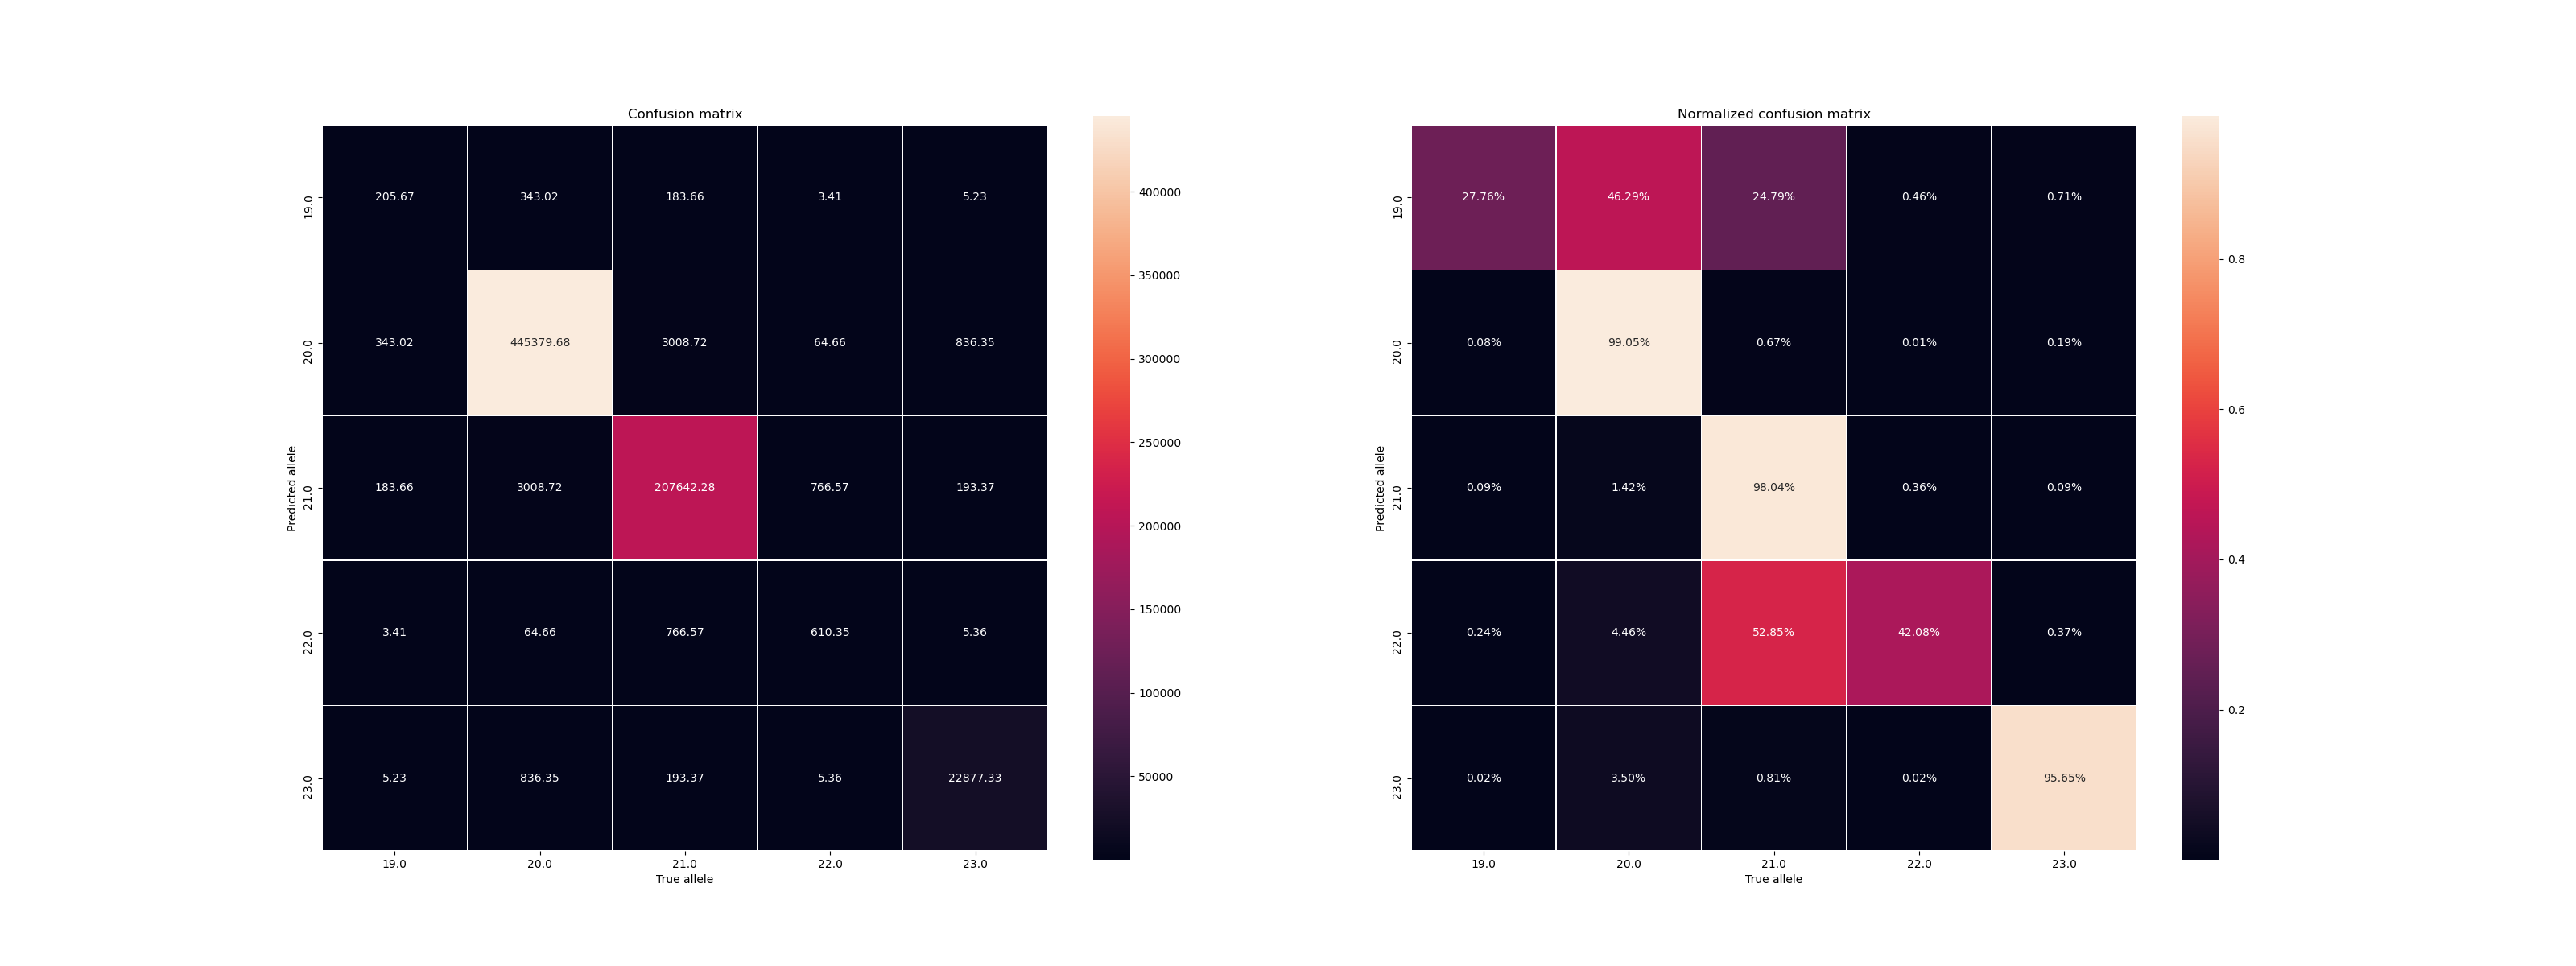 Confusion matrix
19.0 205.67 343.02 183.66 3.41 5.23
20.0 343.02 445379.68 3008.72 64.66 836.35
21.0 183.66 3008.72 207642.28 766.57 193.37
22.0 3.41 64.66 766.57 610.35 5.36
23.0 5.23 836.35 193.37 5.36 22877.33
Predicted allele
19.0 20.0 21.0 22.0 23.0
True allele
400000
350000
300000
250000
200000
150000
100000
50000
Normalized confusion matrix
19.0 27.76% 46.29% 24.79% 0.46% 0.71%
20.0 0.08% 99.05% 0.67% 0.01% 0.19%
21.0 0.09% 1.42% 98.04% 0.36% 0.09%
22.0 0.24% 4.46% 52.85% 42.08% 0.37%
23.0 0.02% 3.50% 0.81% 0.02% 95.65%
Predicted allele
19.0 20.0 21.0 22.0 23.0
True allele
0.8
0.6
0.4
0.2